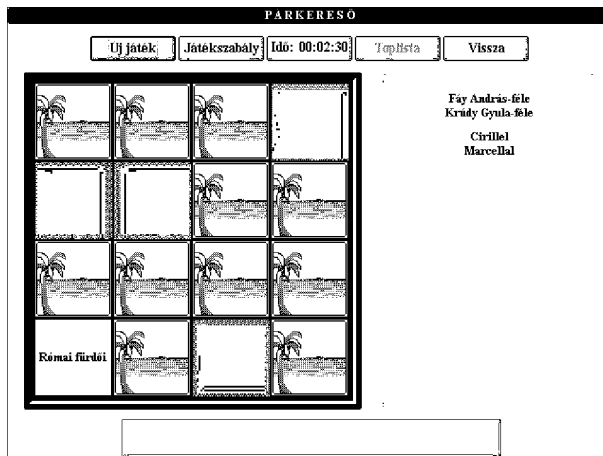 PÁRKERESŐ
Új játék Játékszabály Idő: 00:02:30 Toplista Vissza
Fáy András-féle
Krúdy Gyula-féle
Cirillel
Marcellal
Római fürdői